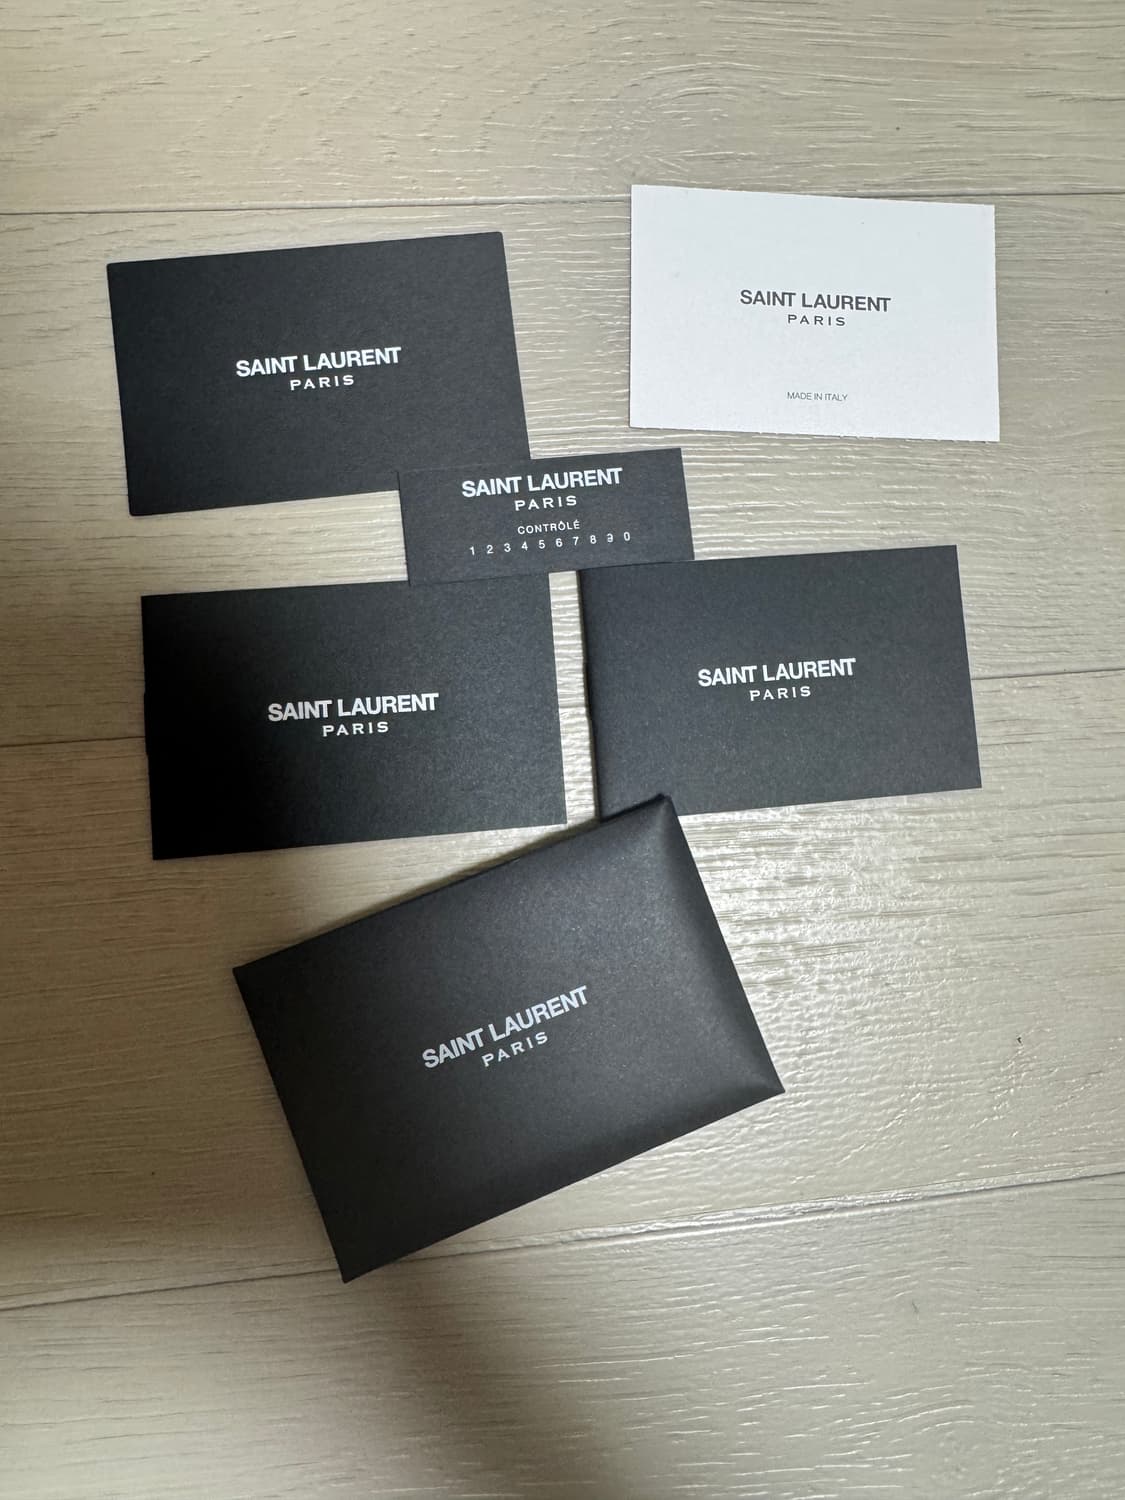 SAINT LAURENT
PARIS
MADE IN ITALY
SAINT LAURENT
PARIS
SAINT LAURENT
PARIS
CONTRÔLÉ
1 2 3 4 5 6 7 8 9 0
SAINT LAURENT
PARIS
SAINT LAURENT
PARIS
SAINT LAURENT
PARIS